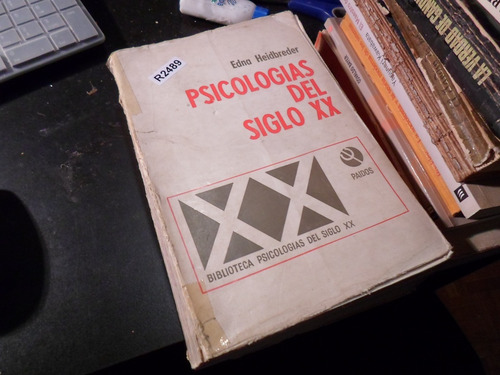 R2489
Edna Heidbreder
PSICOLOGIAS
DEL
SIGLO XX
PAIDOS
BIBLIOTECA PSICOLOGIAS DEL SIGLO XX